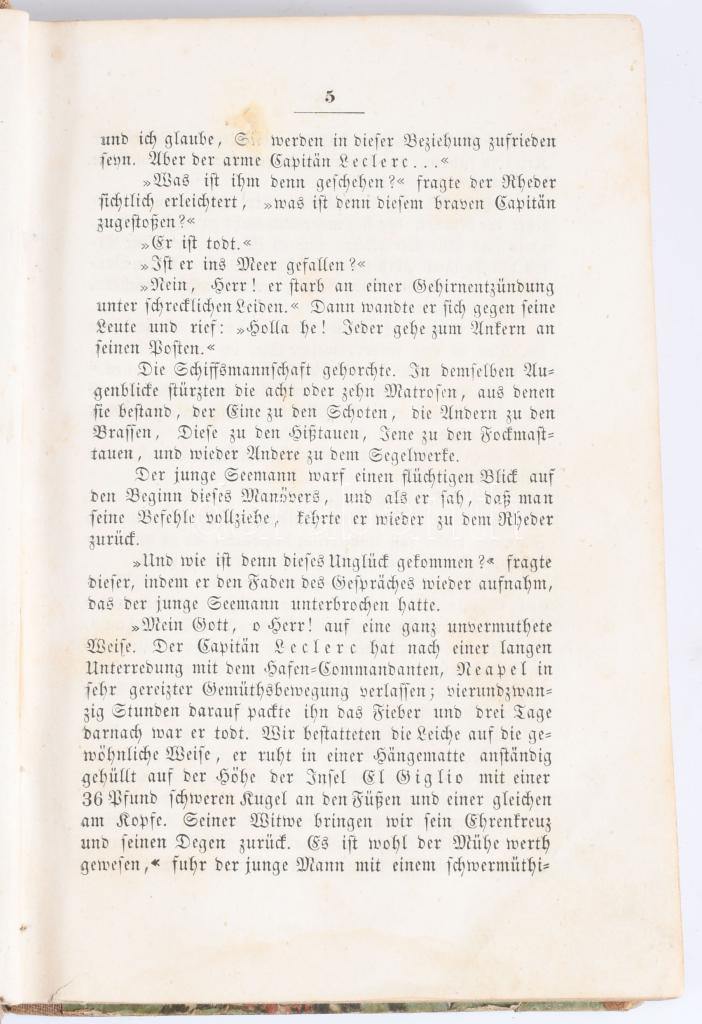 5
und ich glaube, Sie werden in dieser Beziehung zufrieden
seyn. Aber der arme Capitän Leclerc...«
»Was ist ihm denn geschehen?« fragte der Rheder
sichtlich erleichtert, »was ist denn diesem braven Capitän
zugestoßen?«
»Er ist todt.«
»Ist er ins Meer gefallen?«
»Nein, Herr! er starb an einer Gehirnentzündung
unter schrecklichen Leiden.« Dann wandte er sich gegen seine
Leute und rief: »Holla he! Jeder gehe zum Ankern an
seinen Posten.«
Die Schiffsmannschaft gehorchte. In demselben Au-
genblicke stürzten die acht oder zehn Matrosen, aus denen
sie bestand, der Eine zu den Schoten, die Andern zu den
Brassen, Diese zu den Hißtauen, Jene zu den Fockmast-
tauen, und wieder Andere zu dem Segelwerke.
Der junge Seemann warf einen flüchtigen Blick auf
den Beginn dieses Manövers, und als er sah, daß man
seine Befehle vollziehe, kehrte er wieder zu dem Rheder
zurück.
»Und wie ist denn dieses Unglück gekommen?« fragte
dieser, indem er den Faden des Gespräches wieder aufnahm,
das der junge Seemann unterbrochen hatte.
»Mein Gott, o Herr! auf eine ganz unvermuthete
Weise. Der Capitän Leclerc hat nach einer langen
Unterredung mit dem Hafen-Commandanten, Neapel in
sehr gereizter Gemüthsbewegung verlassen; vierundzwan-
zig Stunden darauf packte ihn das Fieber und drei Tage
darnach war er todt. Wir bestatteten die Leiche auf die ge-
wöhnliche Weise, er ruht in einer Hängematte anständig
gehüllt auf der Höhe der Insel El Giglio mit einer
36 Pfund schweren Kugel an den Füßen und einer gleichen
am Kopfe. Seiner Witwe bringen wir sein Ehrenkreuz
und seinen Degen zurück. Es ist wohl der Mühe werth
gewesen,« fuhr der junge Mann mit einem schwermüthi-